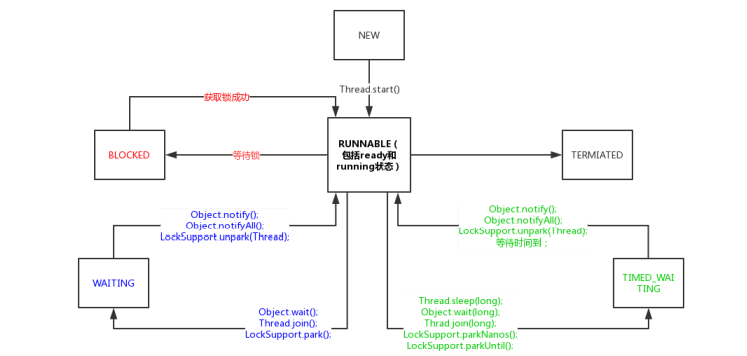 NEW
Thread.start()
获取锁成功
BLOCKED
等待锁
RUNNABLE (
包括ready和
running状态)
TERMIATED
Object.notify();
Object.notifyAll();
LockSupport.unpark(Thread);
Object.notify();
Object.notifyAll();
LockSupport.unpark(Thread);
等待时间到;
WAITING
TIMED_WAI
TING
Object.wait();
Thread.join();
LockSupport.park();
Thread.sleep(long);
Object.wait(long);
Thrad.join(long);
LockSupport.parkNanos();
LockSupport.parkUntil();